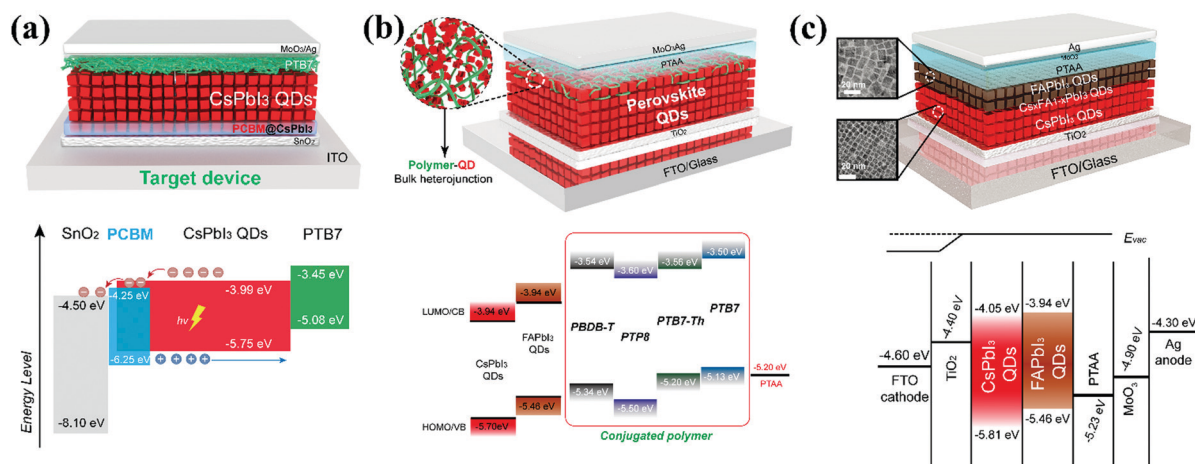 (a)
MoO₃/Ag
PTB7
CsPbI₃ QDs
PCBM@CsPbI₃
SnO₂
ITO
Target device
Energy Level
SnO₂ PCBM CsPbI₃ QDs PTB7
-4.50 eV
-8.10 eV
-4.25 eV
-6.25 eV
hv
-3.99 eV
-5.75 eV
-3.45 eV
-5.08 eV
(b)
MoO₃Ag
PTAA
Perovskite
QDs
TiO₂
FTO/Glass
Polymer-QD
Bulk heterojunction
LUMO/CB
HOMO/VB
-3.94 eV
CsPbI₃
QDs
-5.70eV
-3.94 eV
FAPbI₃
QDs
-5.46 eV
-3.54 eV
PBDB-T
-5.34 eV
-3.60 eV
PTP8
-5.50 eV
-3.56 eV
PTB7-Th
-5.20 eV
-3.50 eV
PTB7
-5.13 eV
-5.20 eV
PTAA
Conjugated polymer
(c)
20 nm
20 nm
Ag
MoO₃
PTAA
FAPbI₃ QDs
CsxFA1-xPbI₃ QDs
CsPbI₃ QDs
TiO₂
FTO/Glass
Evac
-4.60 eV
FTO
cathode
-4.40 eV
TiO₂
-4.05 eV
CsPbI₃
QDs
-5.81 eV
-3.94 eV
FAPbI₃
QDs
-5.46 eV
PTAA
-5.23 eV
-4.90 eV
MoO₃
-4.30 eV
Ag
anode